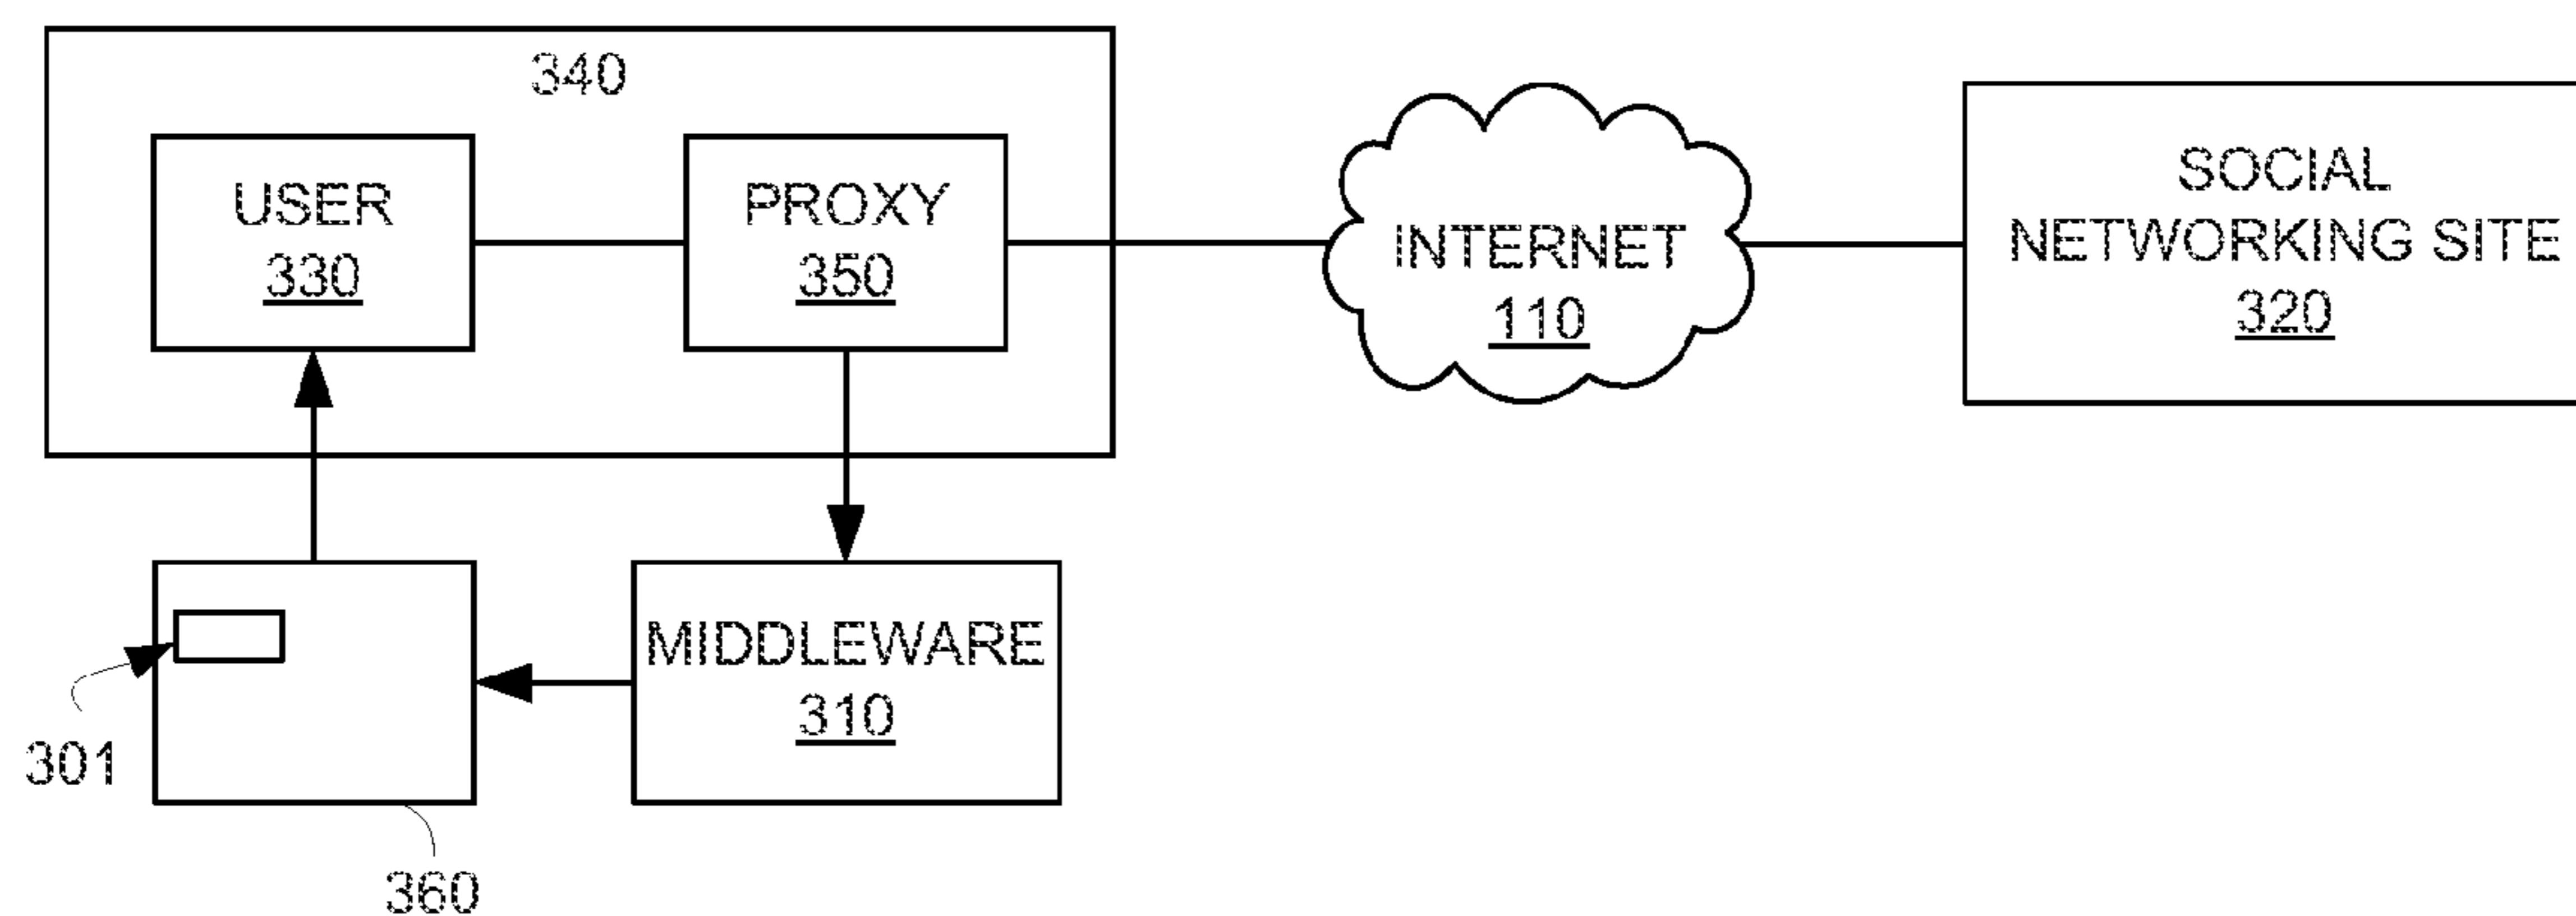 340
USER
330
PROXY
350
INTERNET
110
SOCIAL
NETWORKING SITE
320
301
MIDDLEWARE
310
360